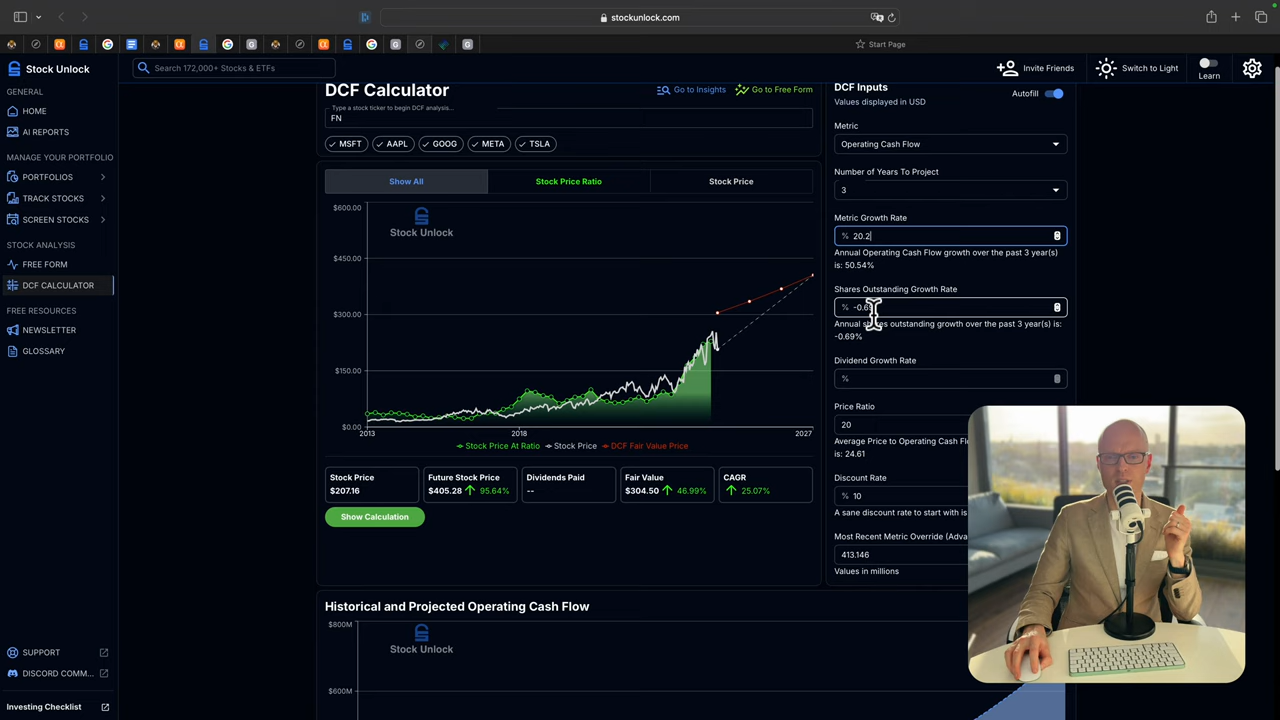 stockunlock.com
Start Page
Stock Unlock
Search 172,000+ Stocks & ETFs
Invite Friends
Switch to Light
Learn
GENERAL
HOME
AI REPORTS
MANAGE YOUR PORTFOLIO
PORTFOLIOS
TRACK STOCKS
SCREEN STOCKS
STOCK ANALYSIS
FREE FORM
DCF CALCULATOR
FREE RESOURCES
NEWSLETTER
GLOSSARY
SUPPORT
DISCORD COMM...
Investing Checklist
DCF Calculator
Go to Insights
Go to Free Form
Type a stock ticker to begin DCF analysis...
FN
MSFT
AAPL
GOOG
META
TSLA
Show All
Stock Price Ratio
Stock Price
$600.00
Stock Unlock
$450.00
$300.00
$150.00
$0.00
2013
2018
2027
Stock Price At Ratio
Stock Price
DCF Fair Value Price
Stock Price
$207.16
Future Stock Price
$405.28 95.64%
Dividends Paid
--
Fair Value
$304.50 46.99%
CAGR
25.07%
Show Calculation
Historical and Projected Operating Cash Flow
$800M
Stock Unlock
$600M
DCF Inputs
Values displayed in USD
Autofill
Metric
Operating Cash Flow
Number of Years To Project
3
Metric Growth Rate
% 20.2
Annual Operating Cash Flow growth over the past 3 year(s)
is: 50.54%
Shares Outstanding Growth Rate
% -0.69
Annual shares outstanding growth over the past 3 year(s) is:
-0.69%
Dividend Growth Rate
%
Price Ratio
20
Average Price to Operating Cash
is: 24.61
Discount Rate
% 10
A sane discount rate to start with is
Most Recent Metric Override
413.146
Values in millions